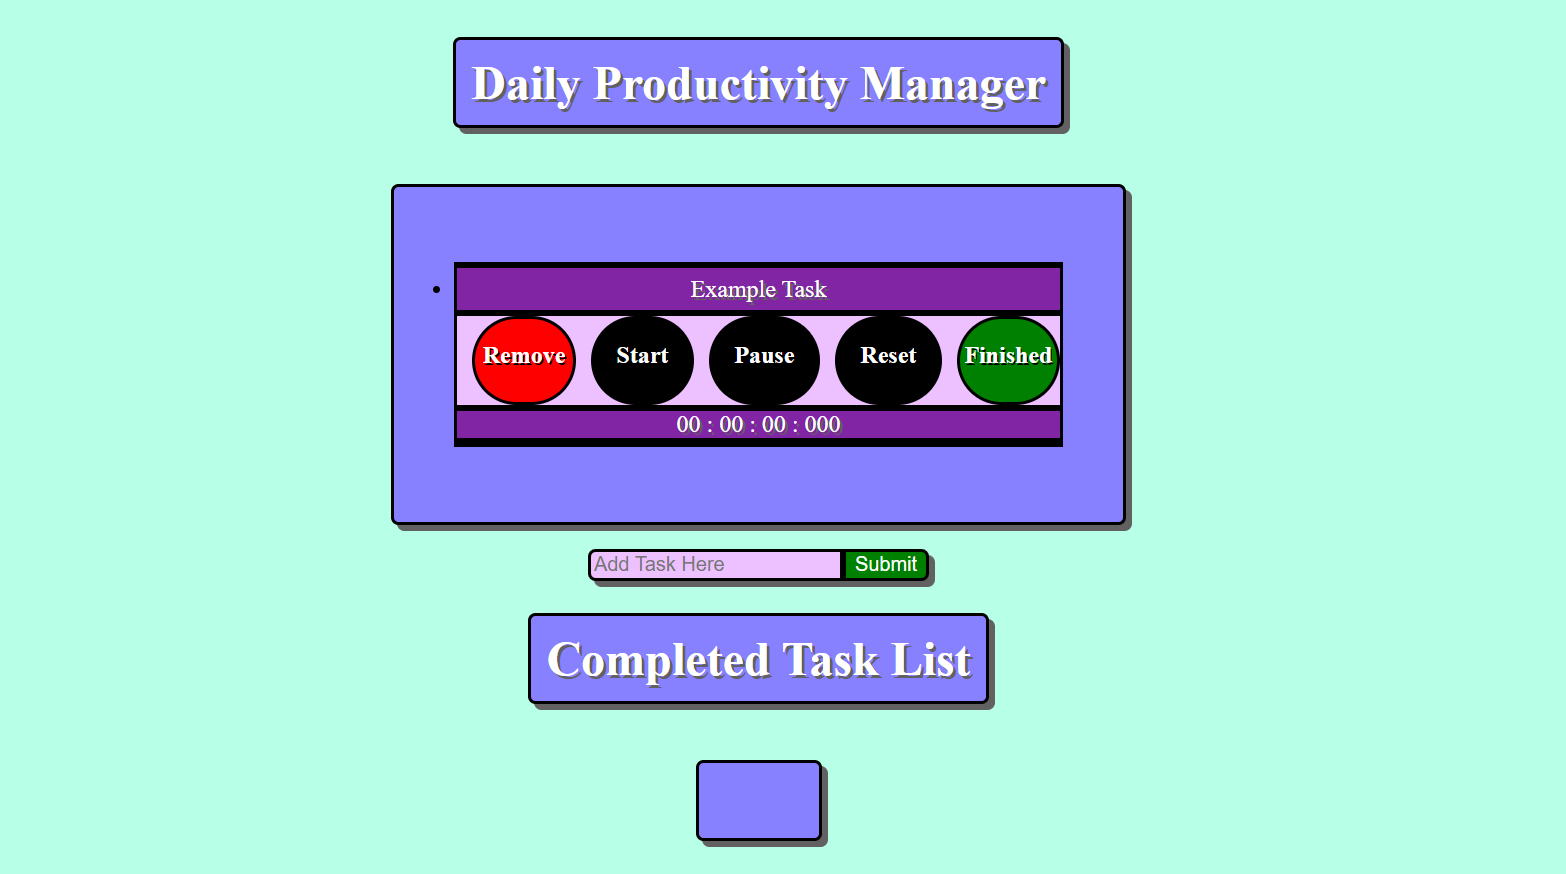 Daily Productivity Manager
Example Task
Remove Start Pause Reset Finished
00 : 00 : 00 : 000
Add Task Here Submit
Completed Task List